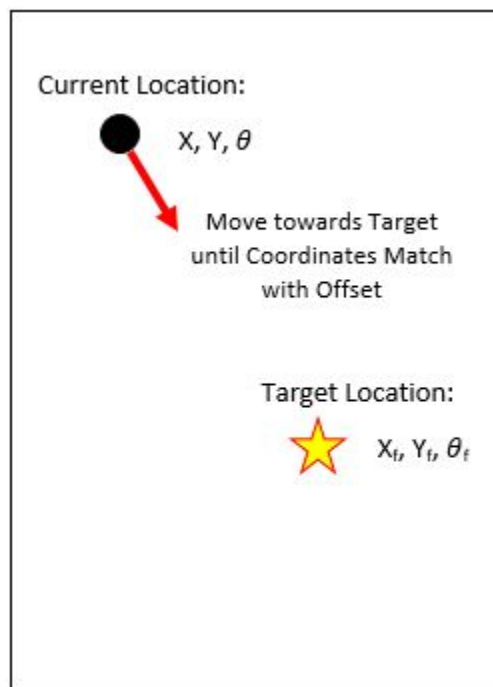 Current Location:
X, Y, θ
Move towards Target
until Coordinates Match
with Offset
Target Location:
Xf, Yf, θf